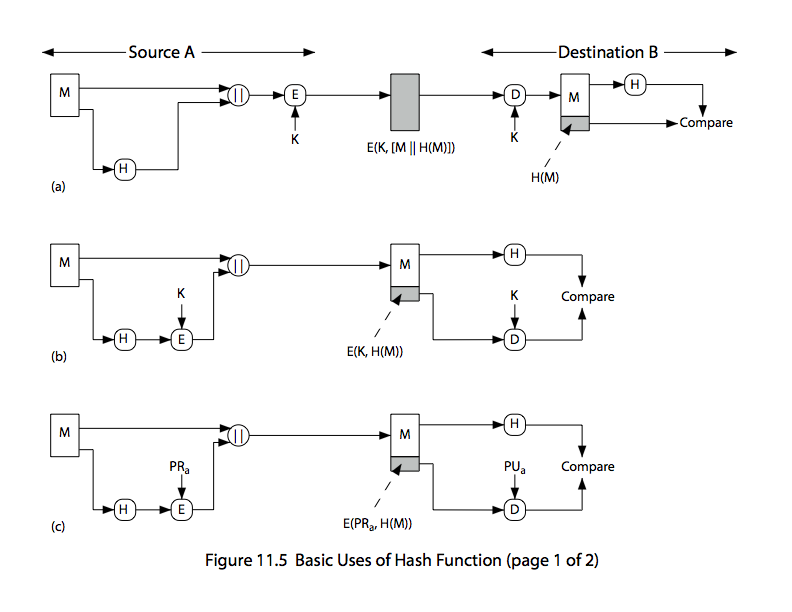 Source A
Destination B
M
||
E
D
M
H
K
E(K, [M || H(M)])
K
Compare
H
H(M)
(a)
M
||
M
H
K
K
Compare
H
E
D
E(K, H(M))
(b)
M
||
M
H
PRa
PUa
Compare
H
E
D
E(PRa, H(M))
(c)
Figure 11.5 Basic Uses of Hash Function (page 1 of 2)